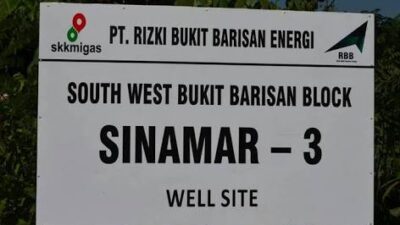 PT. RIZKI BUKIT BARISAN ENERGI
skkmigas
RBB
SOUTH WEST BUKIT BARISAN BLOCK
SINAMAR – 3
WELL SITE